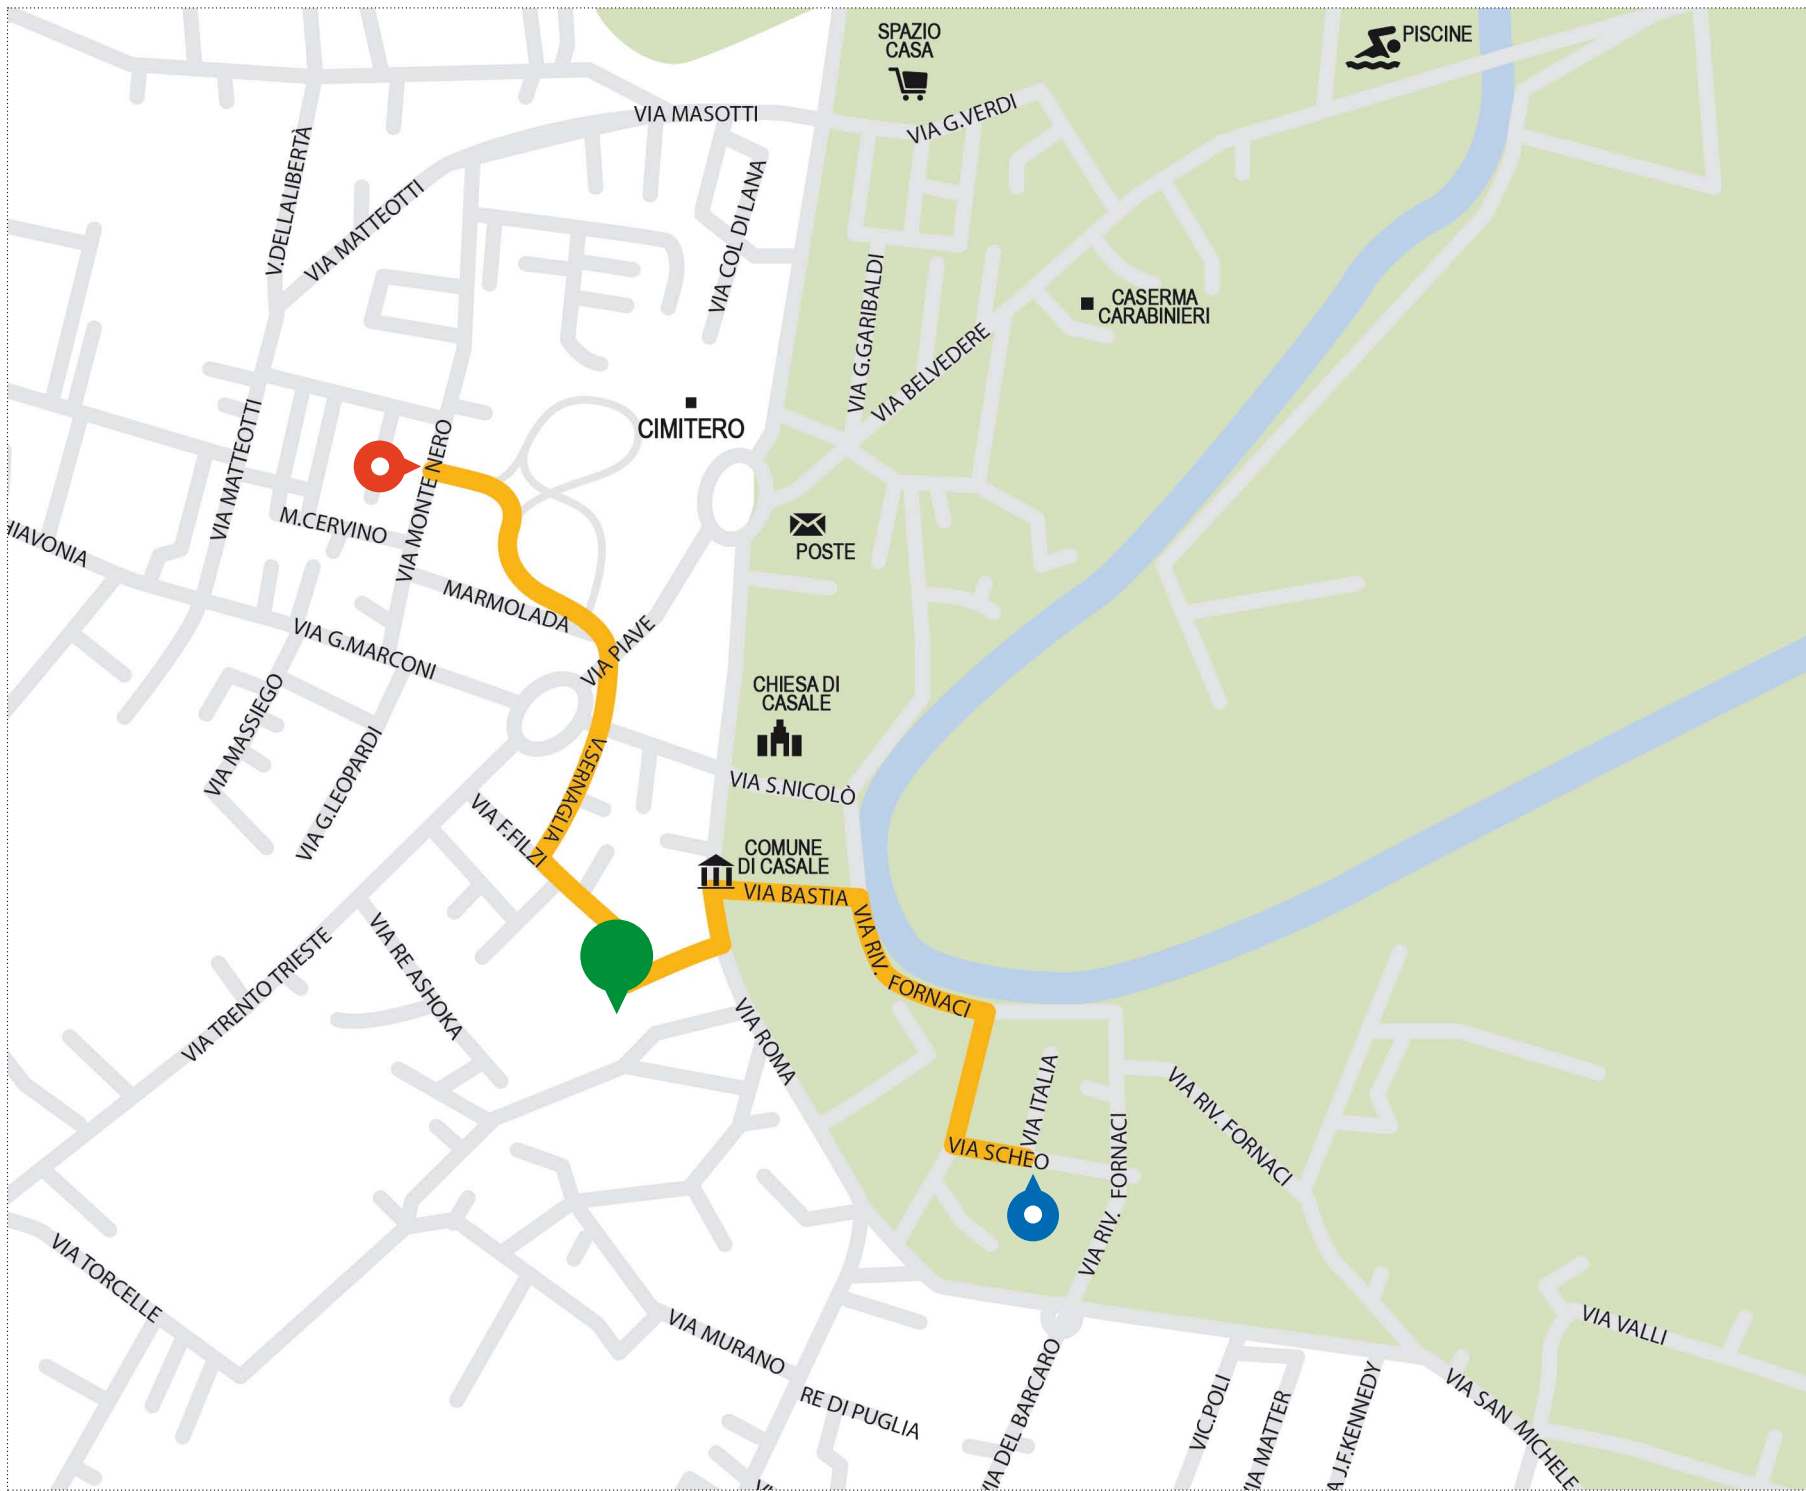 SPAZIO
CASA
PISCINE
VIA MASOTTI
VIA G.VERDI
V.DELLALIBERTÀ
VIA MATTEOTTI
VIA COL DI LANA
VIA G.GARIBALDI
CASERMA
CARABINIERI
VIA BELVEDERE
CIMITERO
VIA MATTEOTTI
VIA MONTE NERO
M.CERVINO
POSTE
HIAVONIA
MARMOLADA
VIA G.MARCONI
VIA PIAVE
CHIESA DI
CASALE
VIA MASSIEGO
VIA G.LEOPARDI
V.SERNAGLIA
VIA S.NICOLÒ
VIA F.FILZI
COMUNE
DI CASALE
VIA BASTIA
VIA RIV. FORNACI
VIA RE ASHOKA
VIA TRENTO TRIESTE
VIA ROMA
VIA ITALIA
VIA RIV. FORNACI
VIA SCHEO
VIA RIV. FORNACI
VIA TORCELLE
VIA MURANO
RE DI PUGLIA
VIA DEL BARCARO
VIC.POLI
VIA MATTER
A J.F.KENNEDY
VIA SAN MICHELE
VIA VALLI